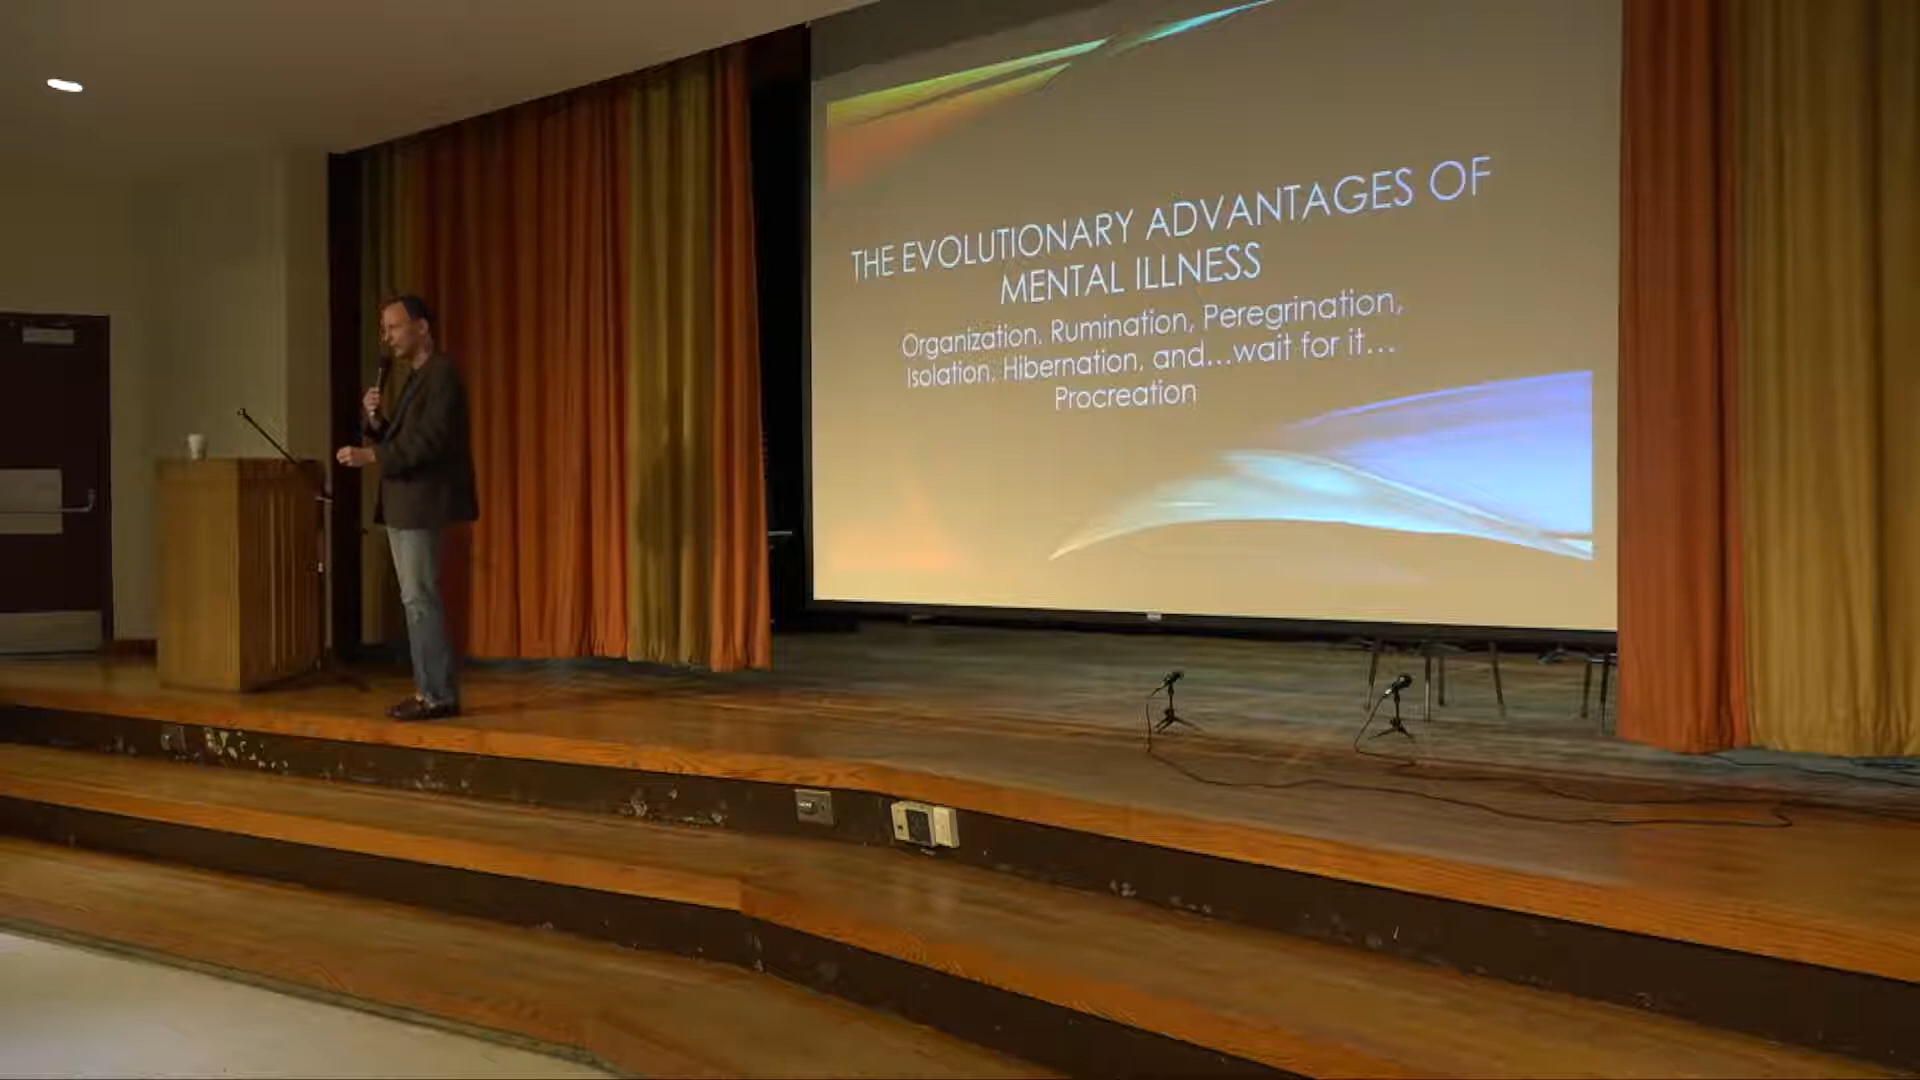 THE EVOLUTIONARY ADVANTAGES OF
MENTAL ILLNESS
Organization, Rumination, Peregrination,
Isolation, Hibernation, and...wait for it...
Procreation